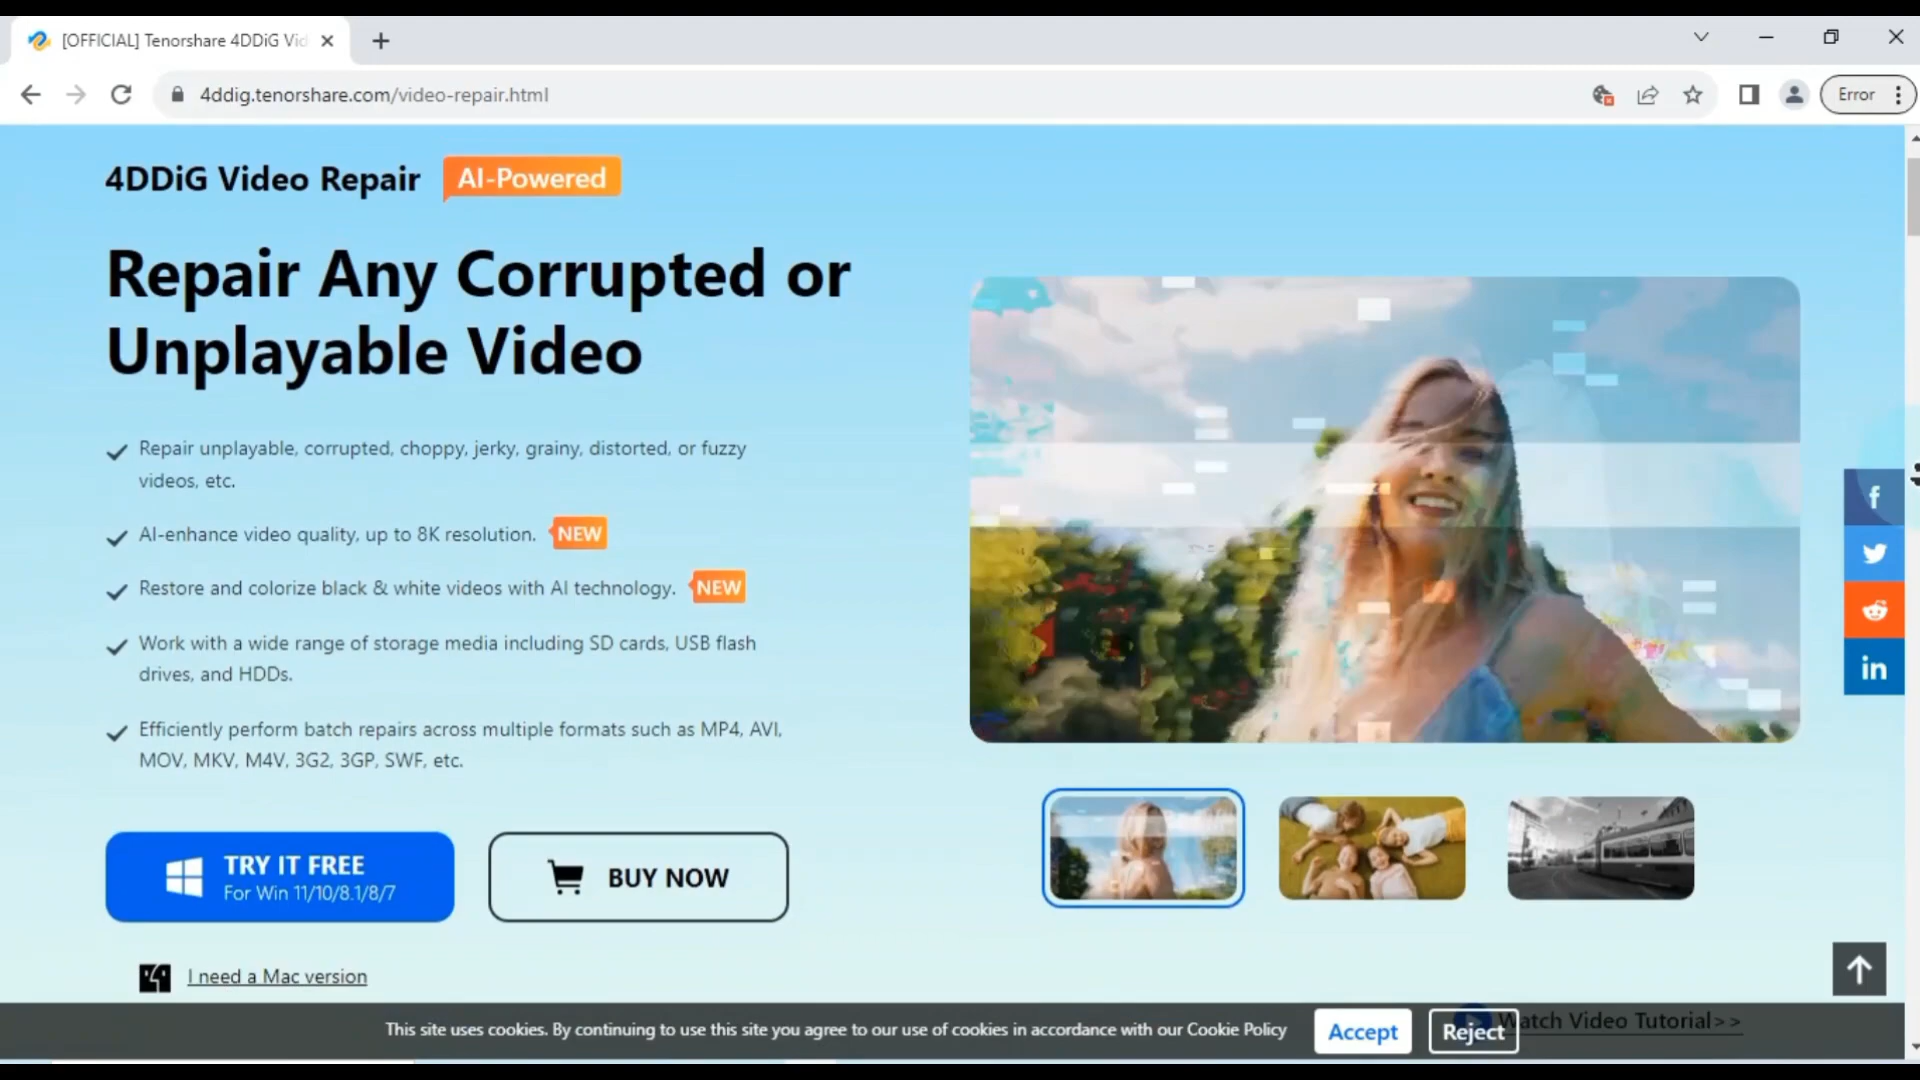 [OFFICIAL] Tenorshare 4DDiG Vid
4ddig.tenorshare.com/video-repair.html
Error
4DDiG Video Repair
AI-Powered
Repair Any Corrupted or
Unplayable Video
Repair unplayable, corrupted, choppy, jerky, grainy, distorted, or fuzzy
videos, etc.
AI-enhance video quality, up to 8K resolution. NEW
Restore and colorize black & white videos with AI technology. NEW
Work with a wide range of storage media including SD cards, USB flash
drives, and HDDs.
Efficiently perform batch repairs across multiple formats such as MP4, AVI,
MOV, MKV, M4V, 3G2, 3GP, SWF, etc.
TRY IT FREE
For Win 11/10/8.1/8/7
BUY NOW
I need a Mac version
f
in
This site uses cookies. By continuing to use this site you agree to our use of cookies in accordance with our Cookie Policy
Accept
Reject
Watch Video Tutorial>>